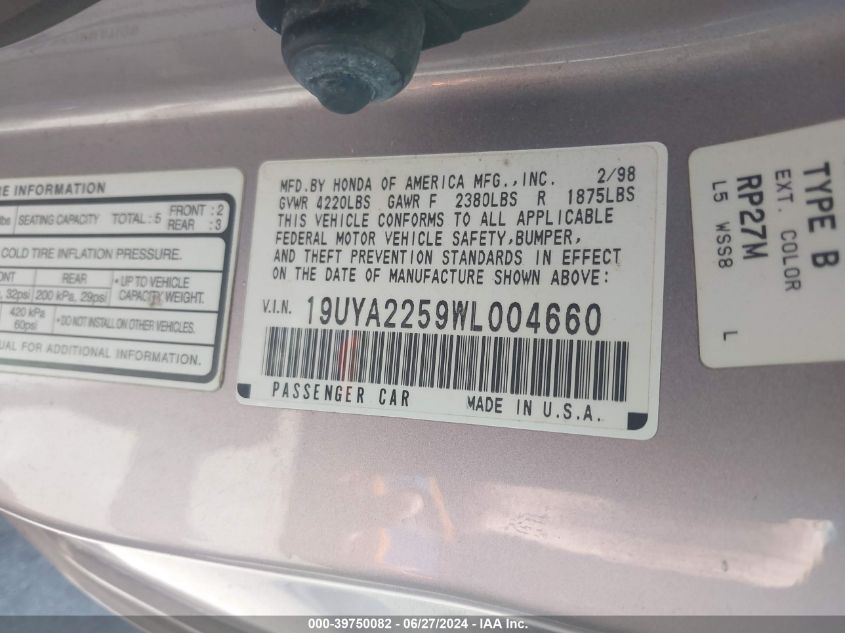 RE INFORMATION
lbs SEATING CAPACITY TOTAL : 5 FRONT : 2
REAR : 3
COLD TIRE INFLATION PRESSURE.
NT REAR • UP TO VEHICLE
CAPACITY WEIGHT.
, 32psi 200 kPa, 29psi
420 kPa
60psi • DO NOT INSTALL ON OTHER VEHICLES.
UAL FOR ADDITIONAL INFORMATION.
MFD.BY HONDA OF AMERICA MFG.,INC. 2/98
GVWR 4220LBS GAWR F 2380LBS R 1875LBS
THIS VEHICLE CONFORMS TO ALL APPLICABLE
FEDERAL MOTOR VEHICLE SAFETY,BUMPER,
AND THEFT PREVENTION STANDARDS IN EFFECT
ON THE DATE OF MANUFACTURE SHOWN ABOVE:
V.I.N. 19UYA2259WL004660
PASSENGER CAR MADE IN U.S.A.
TYPE B
EXT. COLOR
RP27M
L5 WSS8 L
000-39750082 - 06/27/2024 - IAA Inc.